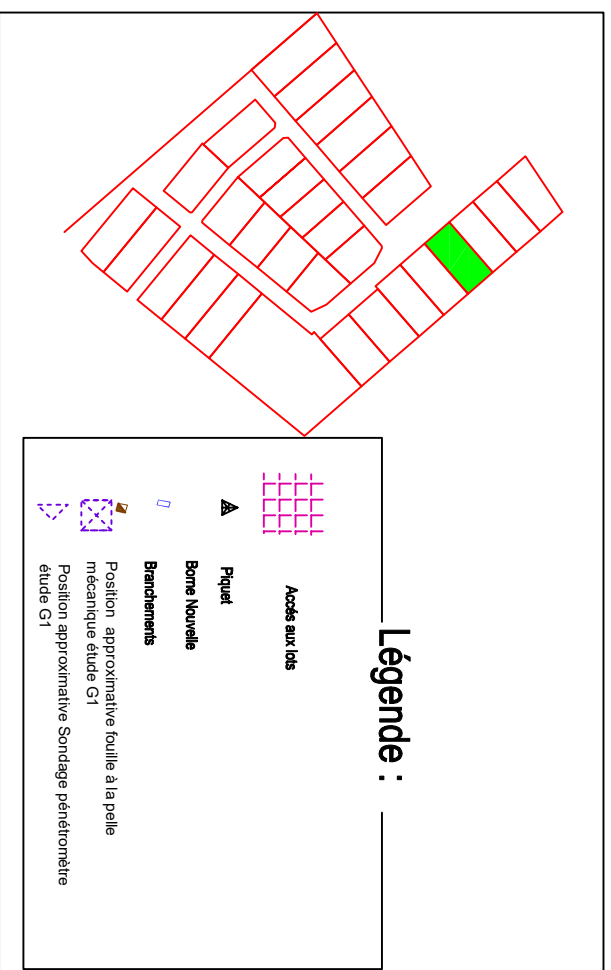 Légende :
Accés aux lots
Piquet
Borne Nouvelle
Branchements
Position approximative fouille à la pelle
mécanique étude G1
Position approximative Sondage pénétromètre
étude G1